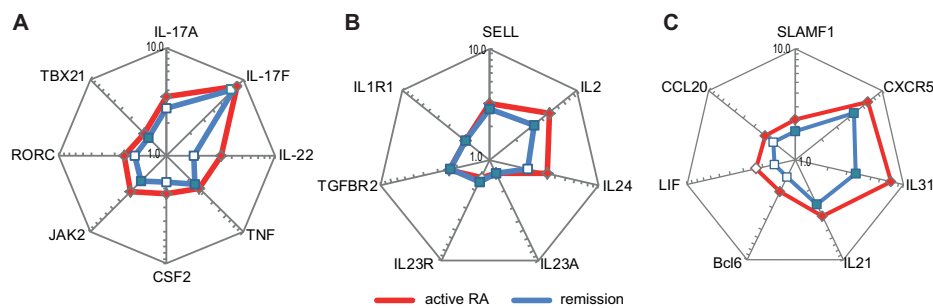 A
IL-17A
10.0
TBX21
IL-17F
RORC
1.0
IL-22
JAK2
TNF
CSF2
B
SELL
10.0
IL1R1
IL2
1.0
TGFBR2
IL24
IL23R
IL23A
C
SLAMF1
10.0
CCL20
CXCR5
1.0
LIF
IL31
Bcl6
IL21
active RA
remission